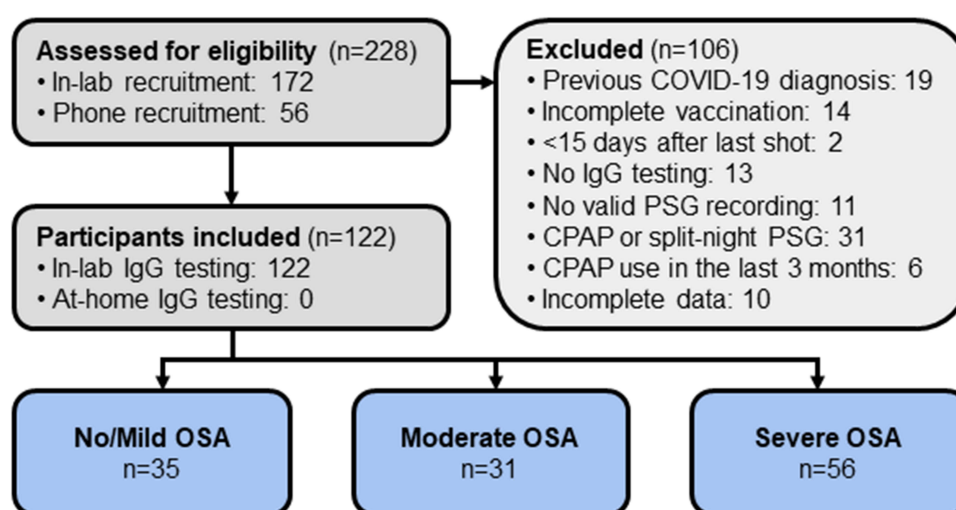 Assessed for eligibility (n=228)
• In-lab recruitment: 172
• Phone recruitment: 56
Excluded (n=106)
• Previous COVID-19 diagnosis: 19
• Incomplete vaccination: 14
• <15 days after last shot: 2
• No IgG testing: 13
• No valid PSG recording: 11
• CPAP or split-night PSG: 31
• CPAP use in the last 3 months: 6
• Incomplete data: 10
Participants included (n=122)
• In-lab IgG testing: 122
• At-home IgG testing: 0
No/Mild OSA
n=35
Moderate OSA
n=31
Severe OSA
n=56